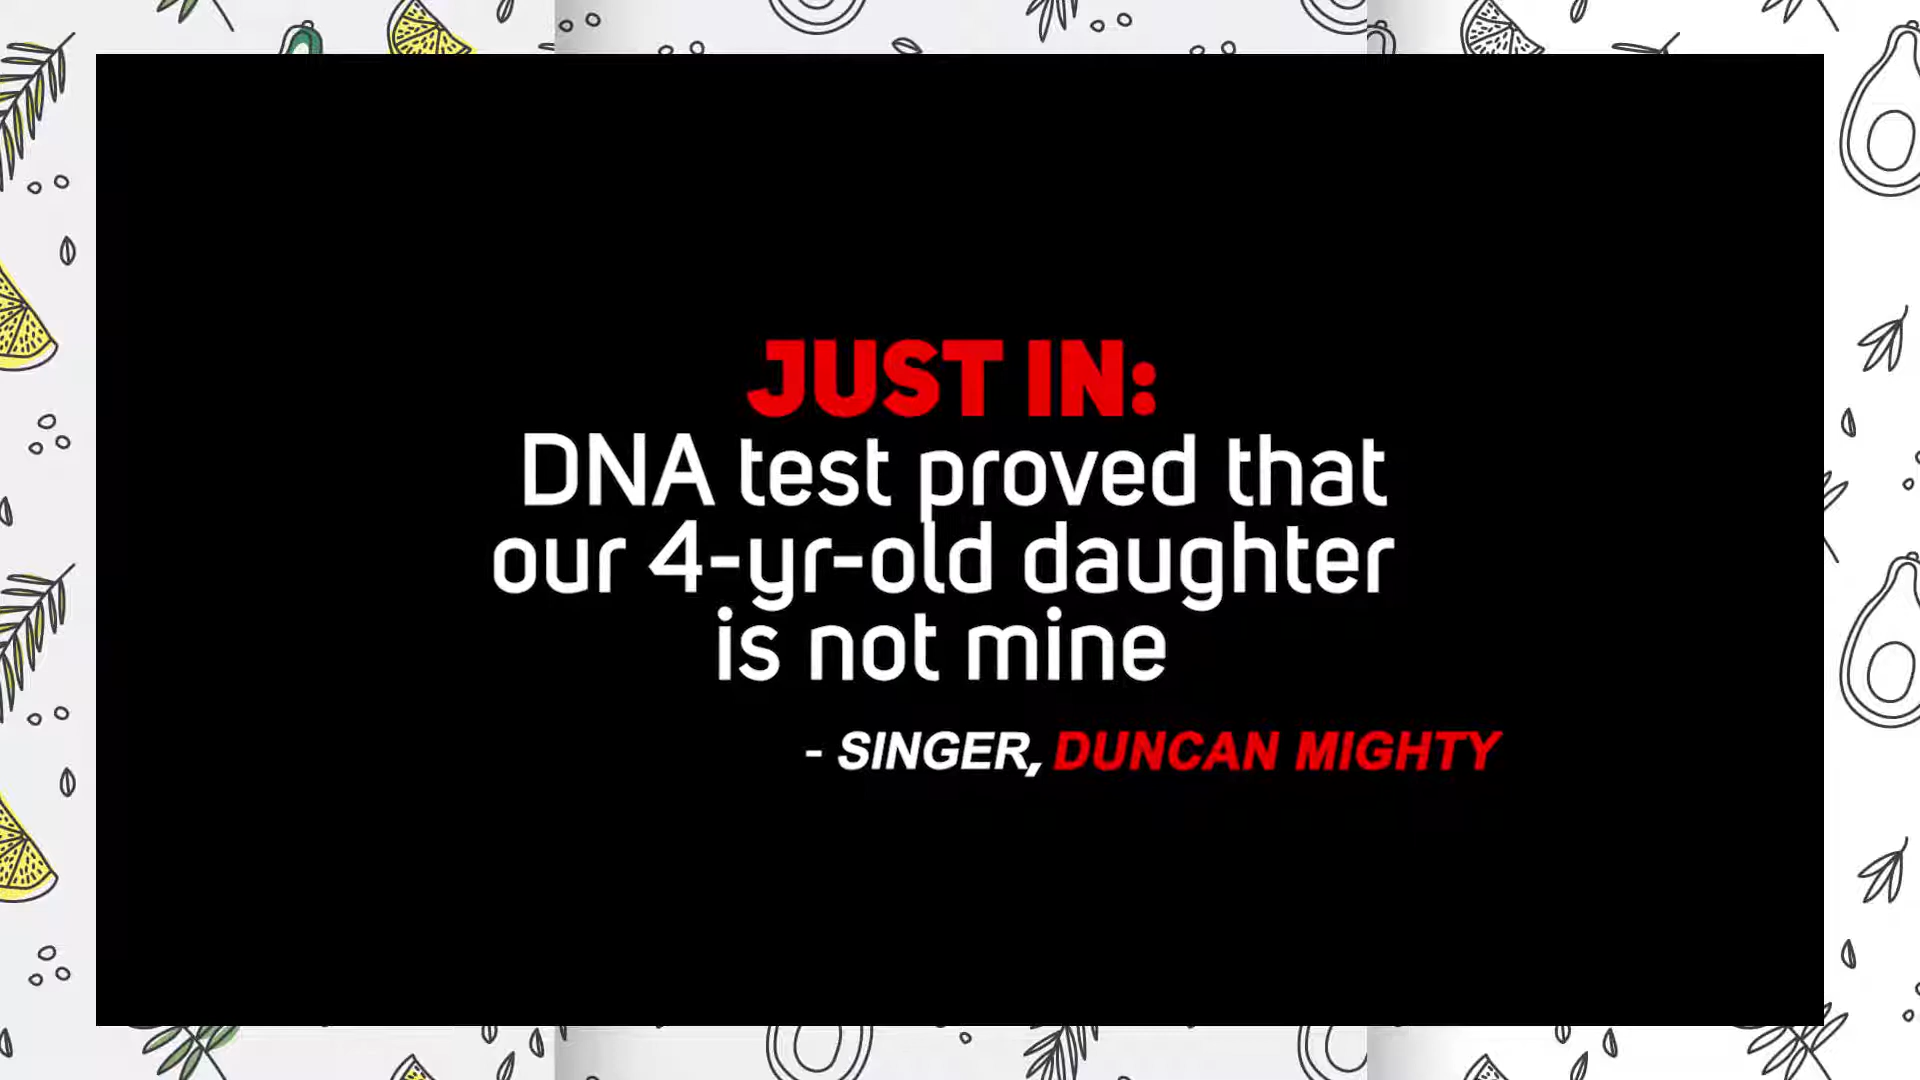 JUST IN:
DNA test proved that
our 4-yr-old daughter
is not mine
- SINGER, DUNCAN MIGHTY